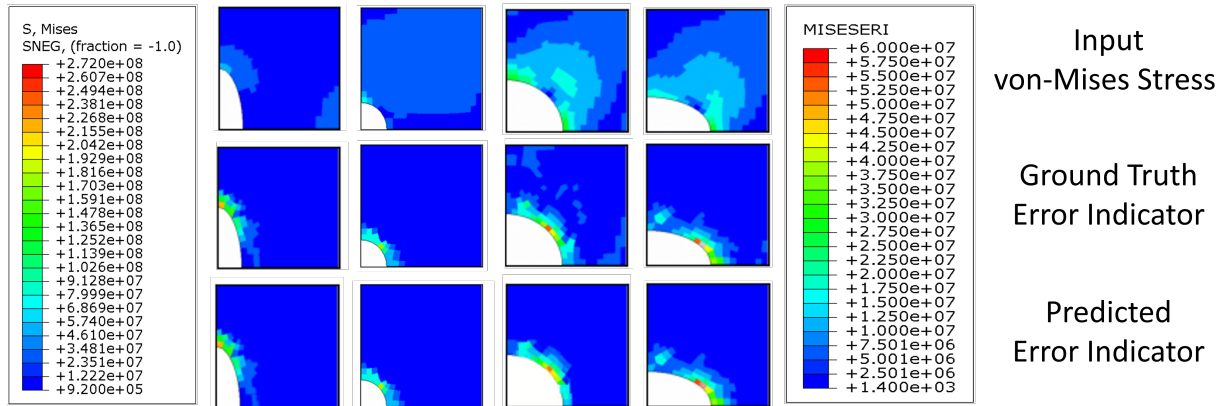 S, Mises
SNEG, (fraction = -1.0)
+2.720e+08
+2.607e+08
+2.494e+08
+2.381e+08
+2.268e+08
+2.155e+08
+2.042e+08
+1.929e+08
+1.816e+08
+1.703e+08
+1.591e+08
+1.478e+08
+1.365e+08
+1.252e+08
+1.139e+08
+1.026e+08
+9.128e+07
+7.999e+07
+6.869e+07
+5.740e+07
+4.610e+07
+3.481e+07
+2.351e+07
+1.222e+07
+9.200e+05
MISESERI
+6.000e+07
+5.750e+07
+5.500e+07
+5.250e+07
+5.000e+07
+4.750e+07
+4.500e+07
+4.250e+07
+4.000e+07
+3.750e+07
+3.500e+07
+3.250e+07
+3.000e+07
+2.750e+07
+2.500e+07
+2.250e+07
+2.000e+07
+1.750e+07
+1.500e+07
+1.250e+07
+1.000e+07
+7.501e+06
+5.001e+06
+2.501e+06
+1.400e+03
Input
von-Mises Stress
Ground Truth
Error Indicator
Predicted
Error Indicator